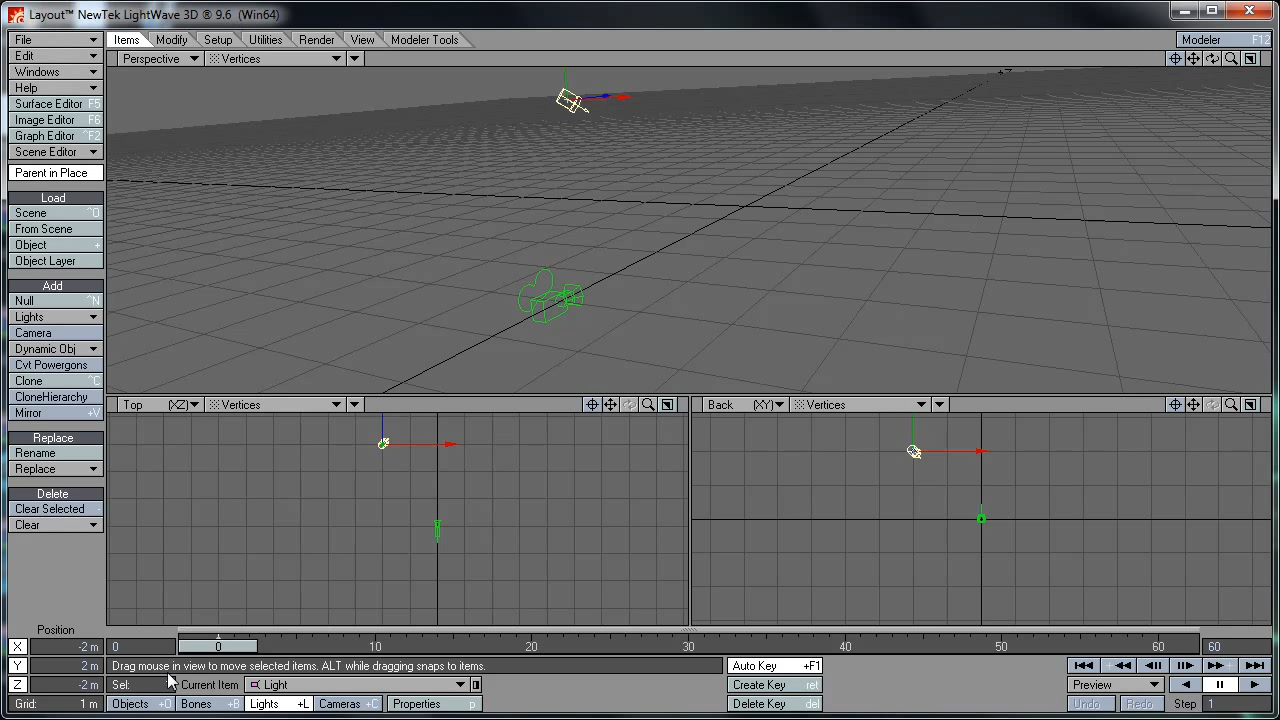 Layout™ NewTek LightWave 3D ® 9.6 (Win64)
File Items Modify Setup Utilities Render View Modeler Tools Modeler F12
Edit Perspective Vertices
Windows
Help
Surface Editor F5
Image Editor F6
Graph Editor ^F2
Scene Editor
Parent in Place
Load
Scene ^O
From Scene
Object +
Object Layer
Add
Null ^N
Lights
Camera
Dynamic Obj
Cvt Powergons
Clone ^C
CloneHierarchy
Mirror +V
Top (XZ) Vertices Back (XY) Vertices
Replace
Rename
Replace
Delete
Clear Selected -
Clear
Position
X -2 m 0 0 10 20 30 40 50 60 60
Y 2 m Drag mouse in view to move selected items. ALT while dragging snaps to items. Auto Key +F1
Z -2 m Sel: Current Item Light Create Key ret Preview
Grid: 1 m Objects +O Bones +B Lights +L Cameras +C Properties p Delete Key del Undo Redo Step 1